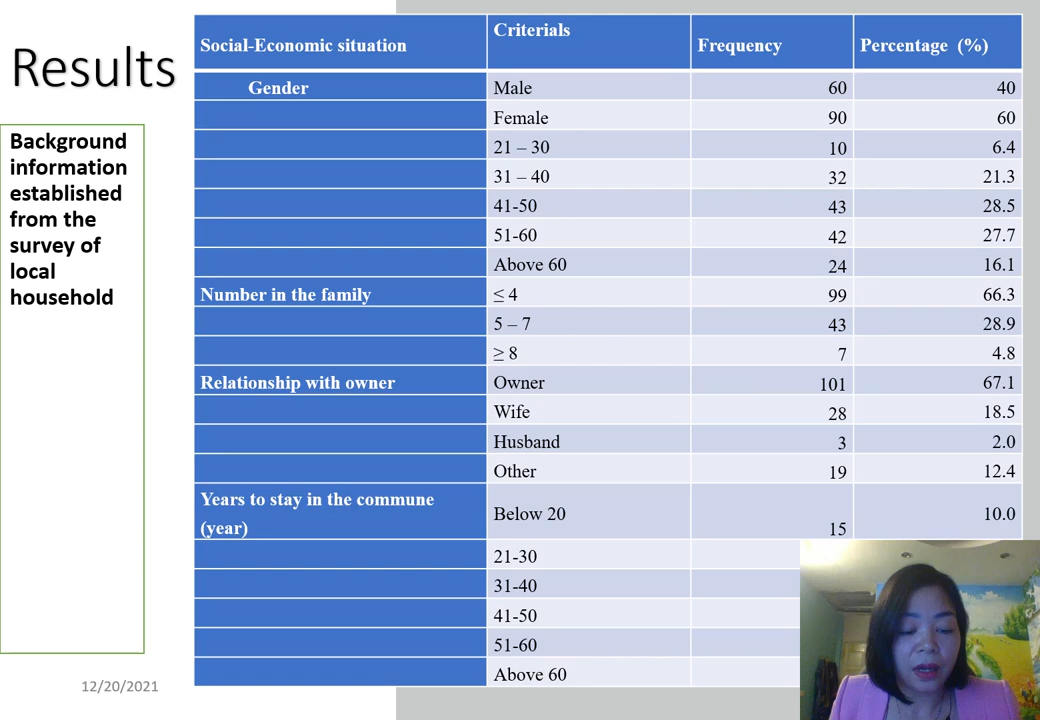 Results
Background
information
established
from the
survey of
local
household
Social-Economic situation Criterials Frequency Percentage (%)
Gender Male 60 40
Female 90 60
21 – 30 10 6.4
31 – 40 32 21.3
41-50 43 28.5
51-60 42 27.7
Above 60 24 16.1
Number in the family ≤ 4 99 66.3
5 – 7 43 28.9
≥ 8 7 4.8
Relationship with owner Owner 101 67.1
Wife 28 18.5
Husband 3 2.0
Other 19 12.4
Years to stay in the commune
(year) Below 20 15 10.0
21-30
31-40
41-50
51-60
Above 60
12/20/2021